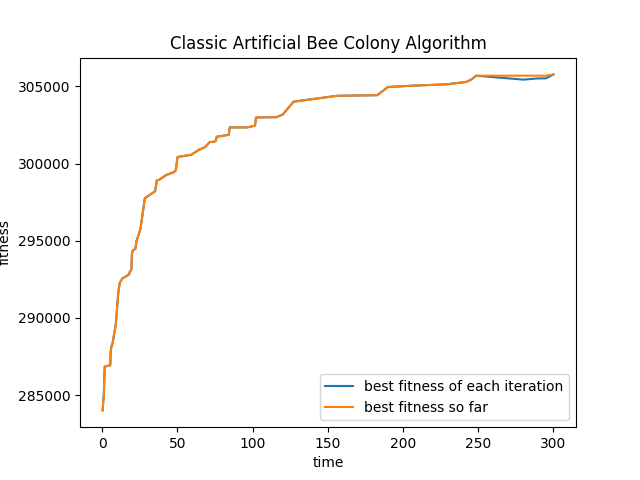 Classic Artificial Bee Colony Algorithm
fitness
305000
300000
295000
290000
285000
best fitness of each iteration
best fitness so far
0 50 100 150 200 250 300
time